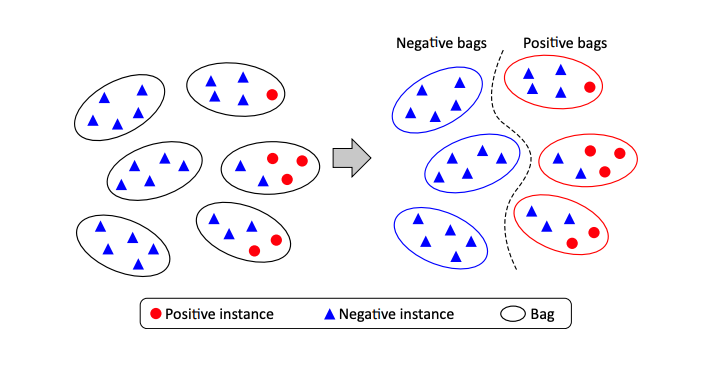 Negative bags
Positive bags
Positive instance
Negative instance
Bag